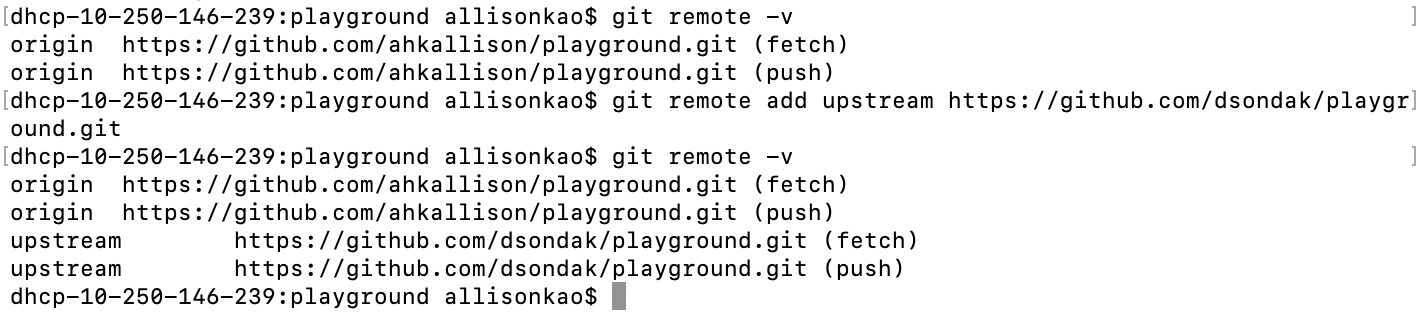 [dhcp-10-250-146-239:playground allisonkao$ git remote -v ]
origin  https://github.com/ahkallison/playground.git (fetch)
origin  https://github.com/ahkallison/playground.git (push)
[dhcp-10-250-146-239:playground allisonkao$ git remote add upstream https://github.com/dsondak/playgr]
ound.git
[dhcp-10-250-146-239:playground allisonkao$ git remote -v ]
origin  https://github.com/ahkallison/playground.git (fetch)
origin  https://github.com/ahkallison/playground.git (push)
upstream        https://github.com/dsondak/playground.git (fetch)
upstream        https://github.com/dsondak/playground.git (push)
dhcp-10-250-146-239:playground allisonkao$